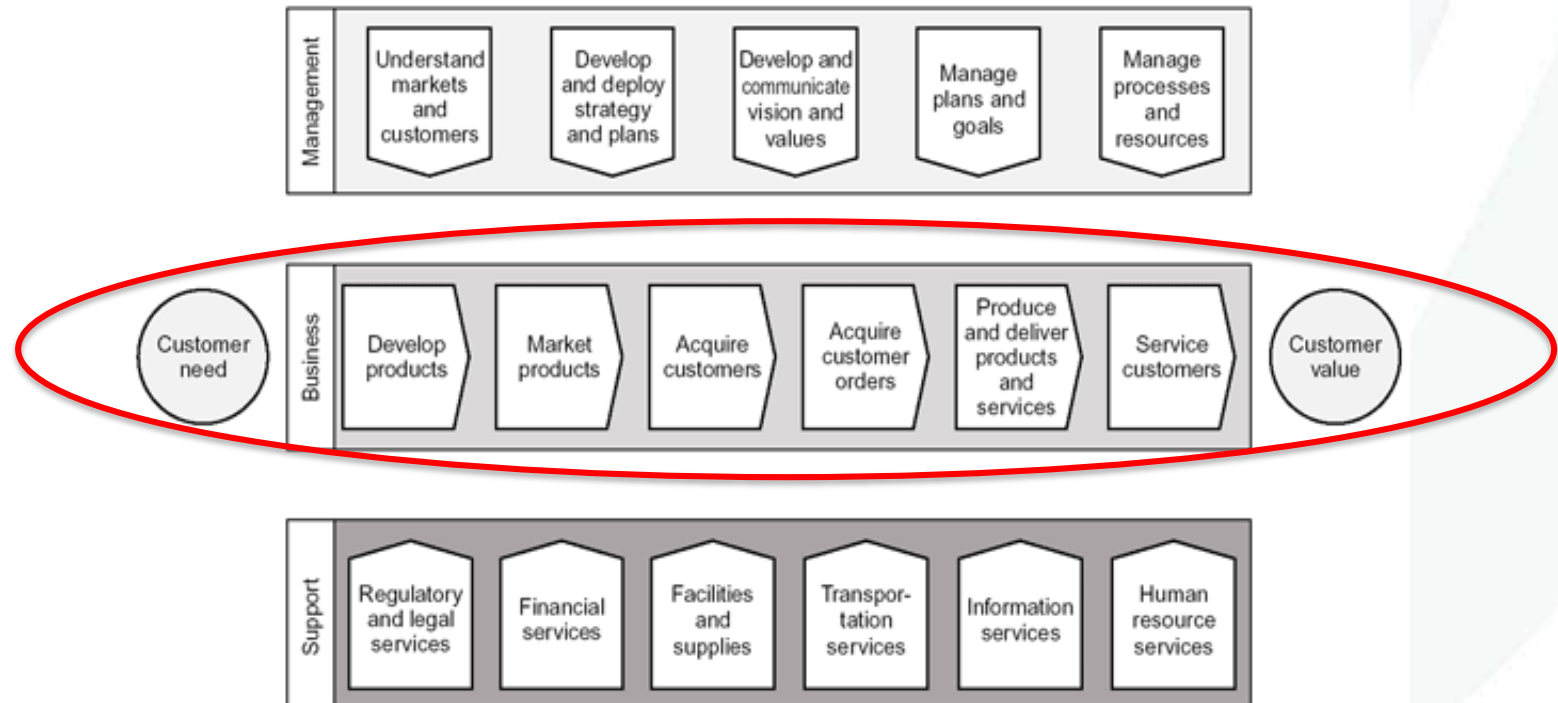 Management
Understand
markets
and
customers
Develop
and deploy
strategy
and plans
Develop and
communicate
vision and
values
Manage
plans and
goals
Manage
processes
and
resources
Customer
need
Business
Develop
products
Market
products
Acquire
customers
Acquire
customer
orders
Produce
and deliver
products
and
services
Service
customers
Customer
value
Support
Regulatory
and legal
services
Financial
services
Facilities
and
supplies
Transpor-
tation
services
Information
services
Human
resource
services